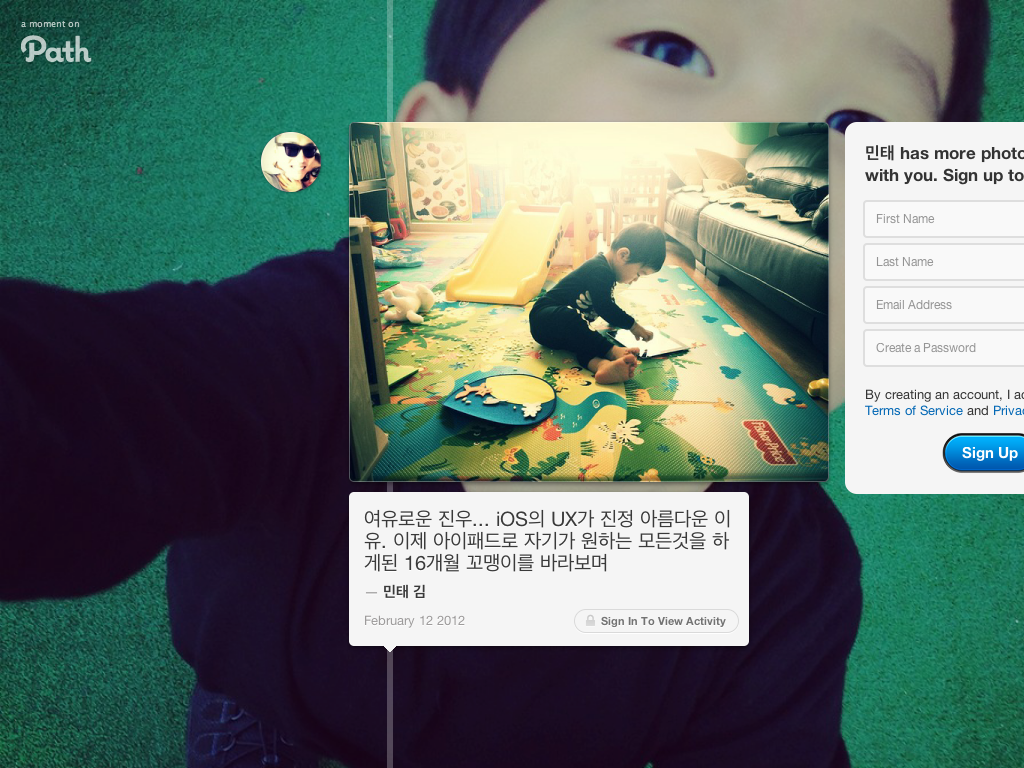 a moment on
Path
민태 has more photo
with you. Sign up to
First Name
Last Name
Email Address
Create a Password
By creating an account, I a
Terms of Service and Priva
Sign Up
Fisher-Price
여유로운 진우... iOS의 UX가 진정 아름다운 이
유. 이제 아이패드로 자기가 원하는 모든것을 하
게된 16개월 꼬맹이를 바라보며
— 민태 김
February 12 2012
Sign In To View Activity